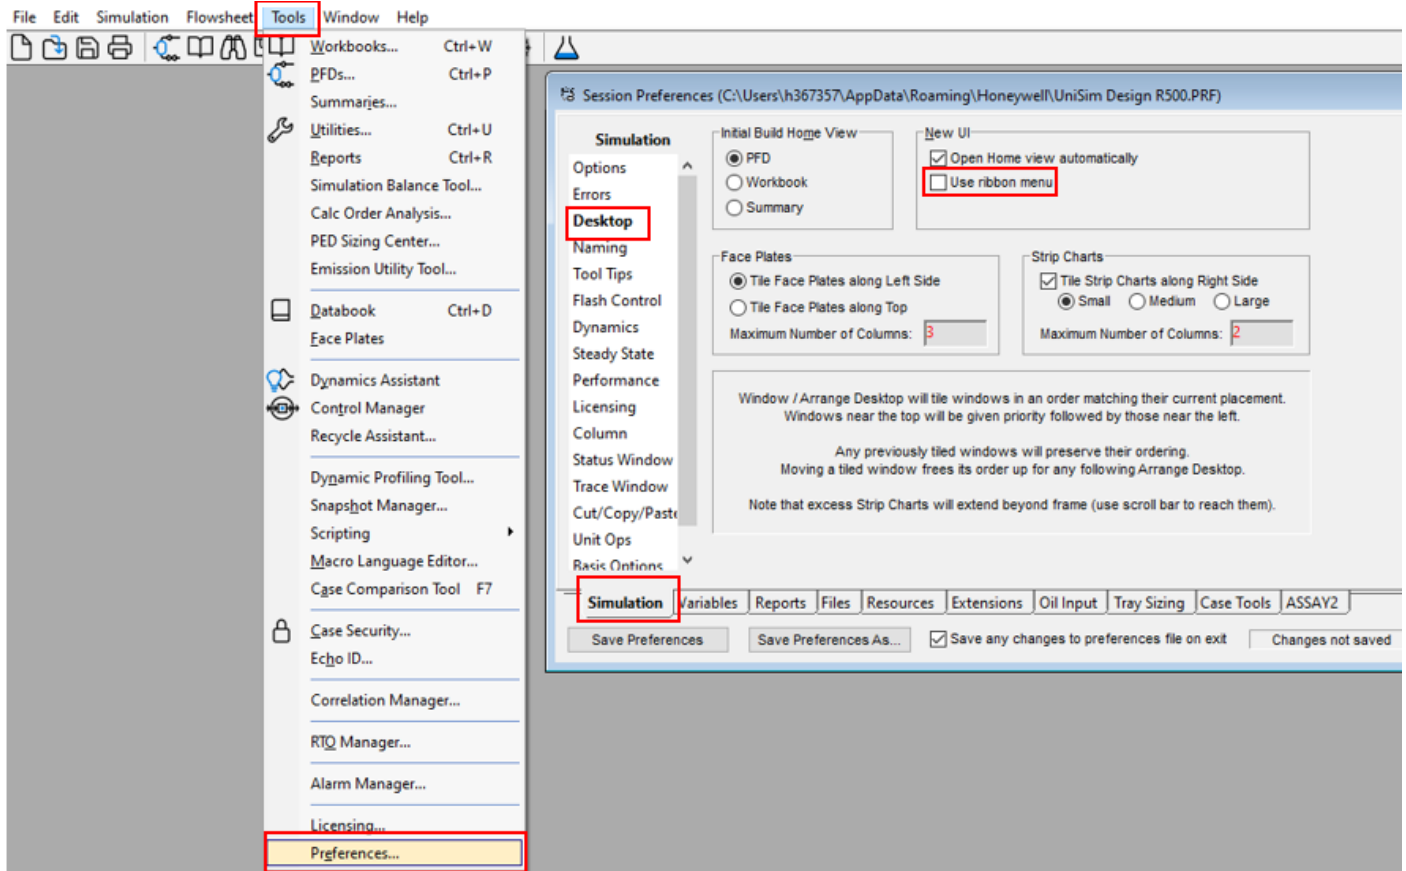 File Edit Simulation Flowsheet Tools Window Help
Workbooks... Ctrl+W
PFDs... Ctrl+P
Summaries...
Utilities... Ctrl+U
Reports Ctrl+R
Simulation Balance Tool...
Calc Order Analysis...
PED Sizing Center...
Emission Utility Tool...
Databook Ctrl+D
Face Plates
Dynamics Assistant
Control Manager
Recycle Assistant...
Dynamic Profiling Tool...
Snapshot Manager...
Scripting
Macro Language Editor...
Case Comparison Tool F7
Case Security...
Echo ID...
Correlation Manager...
RTO Manager...
Alarm Manager...
Licensing...
Preferences...
Session Preferences (C:\Users\h367357\AppData\Roaming\Honeywell\UniSim Design R500.PRF)
Simulation
Options
Errors
Desktop
Naming
Tool Tips
Flash Control
Dynamics
Steady State
Performance
Licensing
Column
Status Window
Trace Window
Cut/Copy/Paste
Unit Ops
Basis Options
Initial Build Home View
PFD
Workbook
Summary
New UI
Open Home view automatically
Use ribbon menu
Face Plates
Tile Face Plates along Left Side
Tile Face Plates along Top
Maximum Number of Columns: 3
Strip Charts
Tile Strip Charts along Right Side
Small Medium Large
Maximum Number of Columns: 2
Window / Arrange Desktop will tile windows in an order matching their current placement.
Windows near the top will be given priority followed by those near the left.
Any previously tiled windows will preserve their ordering.
Moving a tiled window frees its order up for any following Arrange Desktop.
Note that excess Strip Charts will extend beyond frame (use scroll bar to reach them).
Simulation Variables Reports Files Resources Extensions Oil Input Tray Sizing Case Tools ASSAY2
Save Preferences Save Preferences As... Save any changes to preferences file on exit Changes not saved